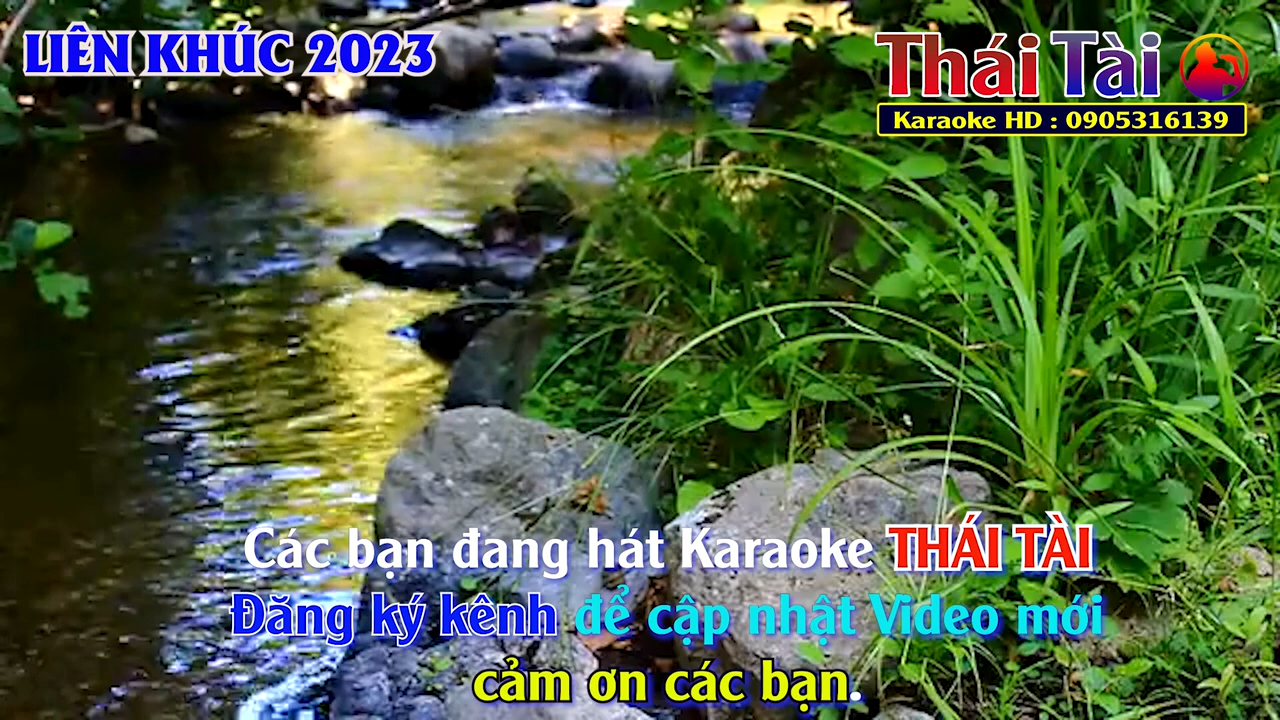 LIÊN KHÚC 2023
Thái Tài
Karaoke HD : 0905316139
Các bạn đang hát Karaoke THÁI TÀI
Đăng ký kênh để cập nhật Video mới
cảm ơn các bạn.